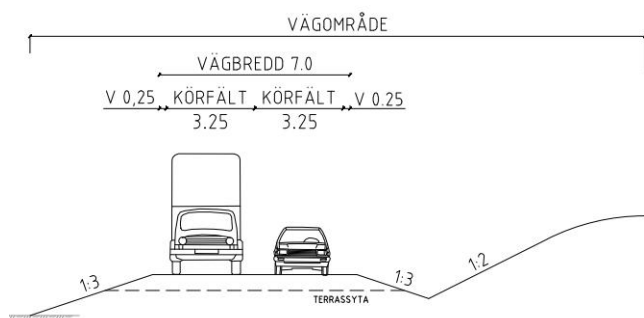 VÄGOMRÅDE
VÄGBREDD 7.0
V 0,25 KÖRFÄLT KÖRFÄLT V 0.25
3.25 3.25
1:3 1:3 1:2
TERRASSYTA